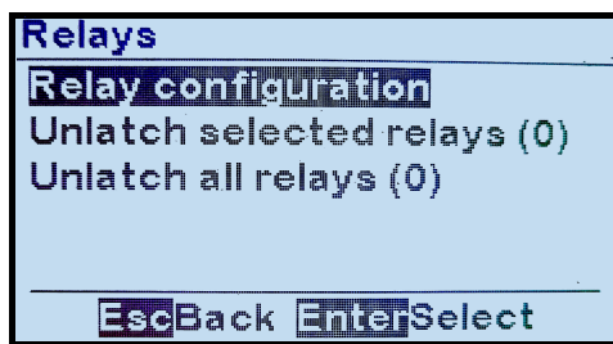 Relays
Relay configuration
Unlatch selected relays (0)
Unlatch all relays (0)
EscBack EnterSelect